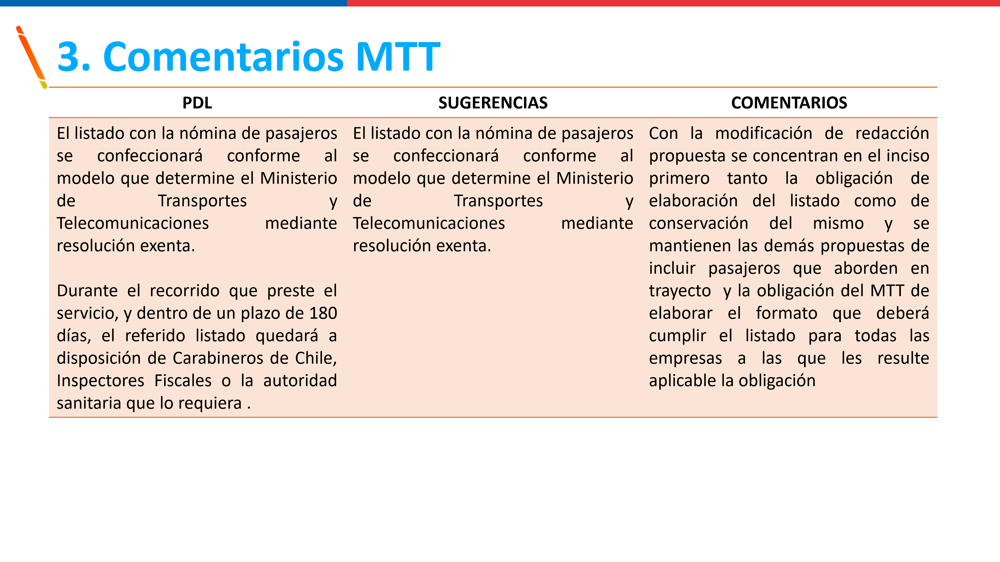 3. Comentarios MTT
PDL
SUGERENCIAS
COMENTARIOS
El listado con la nómina de pasajeros
se confeccionará conforme al
modelo que determine el Ministerio
de Transportes y
Telecomunicaciones mediante
resolución exenta.
Durante el recorrido que preste el
servicio, y dentro de un plazo de 180
días, el referido listado quedará a
disposición de Carabineros de Chile,
Inspectores Fiscales o la autoridad
sanitaria que lo requiera .
El listado con la nómina de pasajeros
se confeccionará conforme al
modelo que determine el Ministerio
de Transportes y
Telecomunicaciones mediante
resolución exenta.
Con la modificación de redacción
propuesta se concentran en el inciso
primero tanto la obligación de
elaboración del listado como de
conservación del mismo y se
mantienen las demás propuestas de
incluir pasajeros que aborden en
trayecto y la obligación del MTT de
elaborar el formato que deberá
cumplir el listado para todas las
empresas a las que les resulte
aplicable la obligación